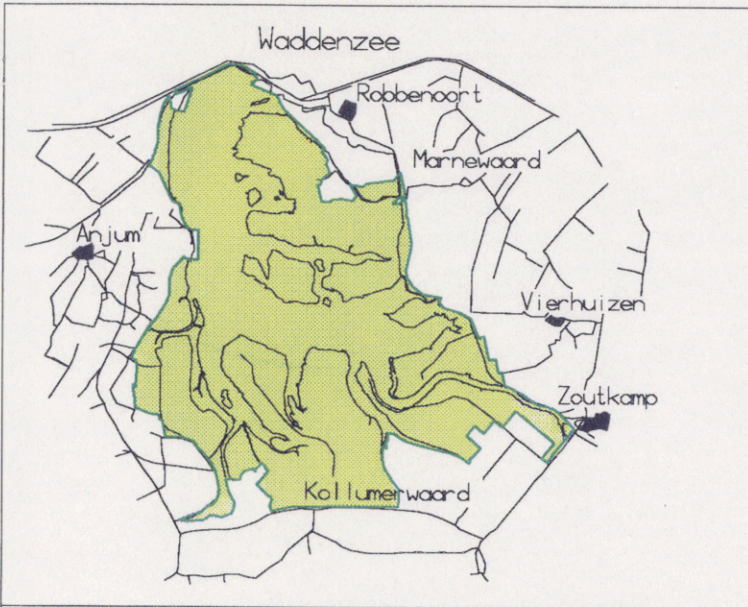 Waddenzee
Robbenoort
Marnewaard
Anjum
Vierhuizen
Zoutkamp
Kollumerwaard